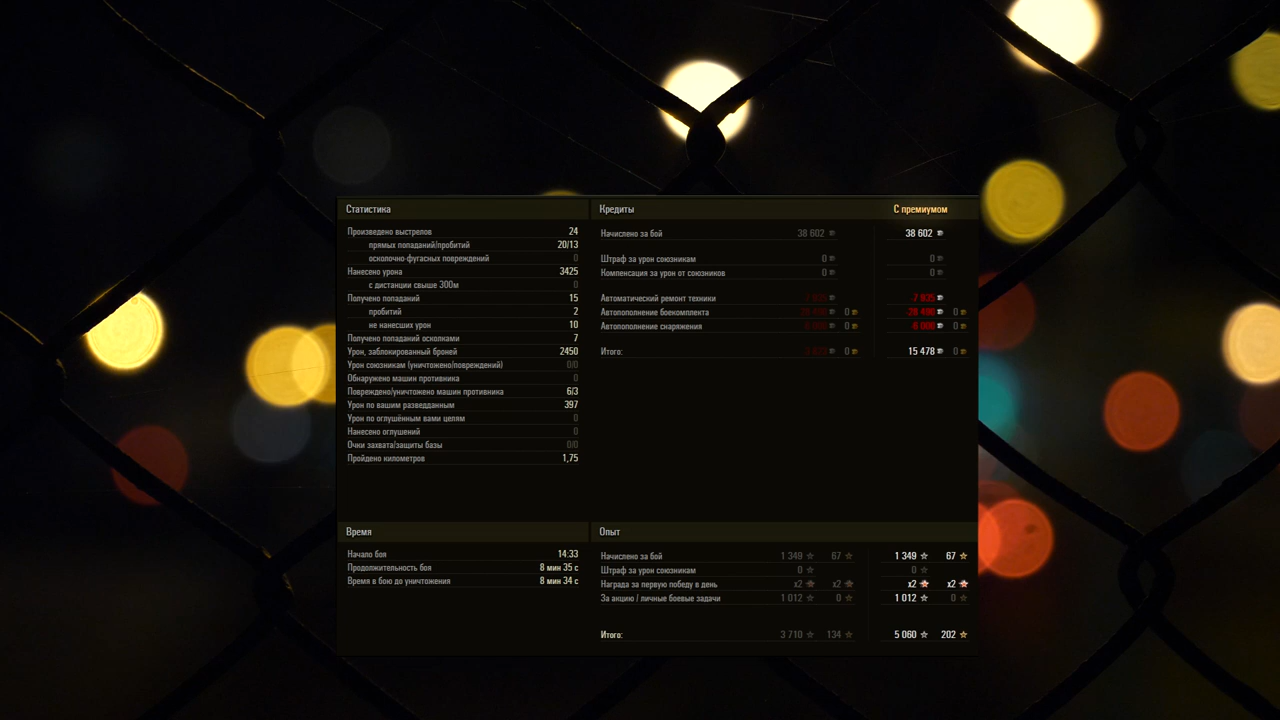 Статистика
Произведено выстрелов 24
прямых попаданий/пробитий 20/13
осколочно-фугасных повреждений 0
Нанесено урона 3425
с дистанции свыше 300м 0
Получено попаданий 15
пробитий 2
не нанесших урон 10
Получено попаданий осколками 7
Урон, заблокированный броней 2450
Урон союзникам (уничтожено/повреждений) 0/0
Обнаружено машин противника 0
Повреждено/уничтожено машин противника 6/3
Урон по вашим разведданным 397
Урон по оглушённым вами целям 0
Нанесено оглушений 0
Очки захвата/защиты базы 0/0
Пройдено километров 1,75
Кредиты С премиумом
Начислено за бой 38 602 38 602
Штраф за урон союзникам 0 0
Компенсация за урон от союзников 0 0
Автоматический ремонт техники
Автопополнение боекомплекта 0 0
Автопополнение снаряжения 0 0
Итого: 0 15 478 0
Время
Начало боя 14:33
Продолжительность боя 8 мин 35 с
Время в бою до уничтожения 8 мин 34 с
Опыт
Начислено за бой 1 349 67 1 349 67
Штраф за урон союзникам 0 0
Награда за первую победу в день x2 x2 x2 x2
За акцию / личные боевые задачи 1 012 0 1 012 0
Итого: 3 710 134 5 060 202